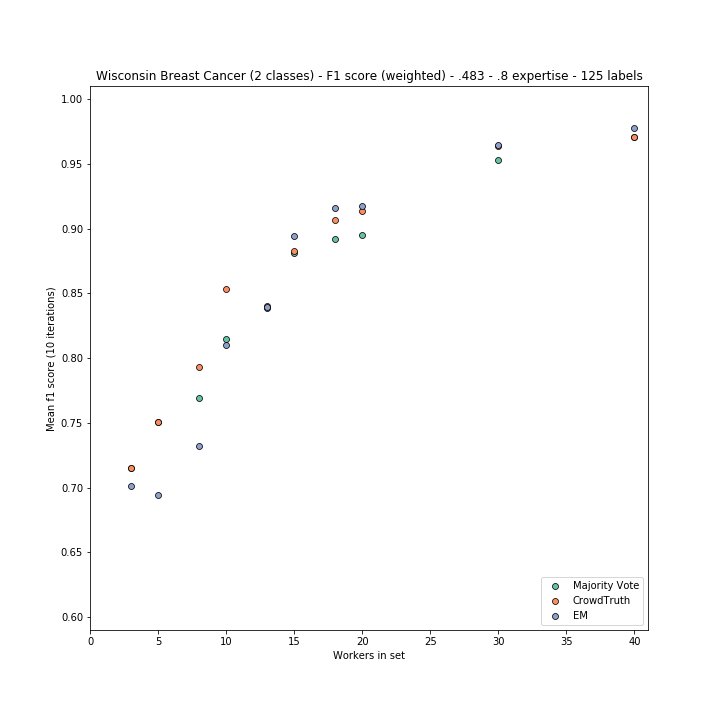 Wisconsin Breast Cancer (2 classes) - F1 score (weighted) - .483 - .8 expertise - 125 labels
Mean f1 score (10 iterations)
1.00
0.95
0.90
0.85
0.80
0.75
0.70
0.65
0.60
Majority Vote
CrowdTruth
EM
0 5 10 15 20 25 30 35 40
Workers in set